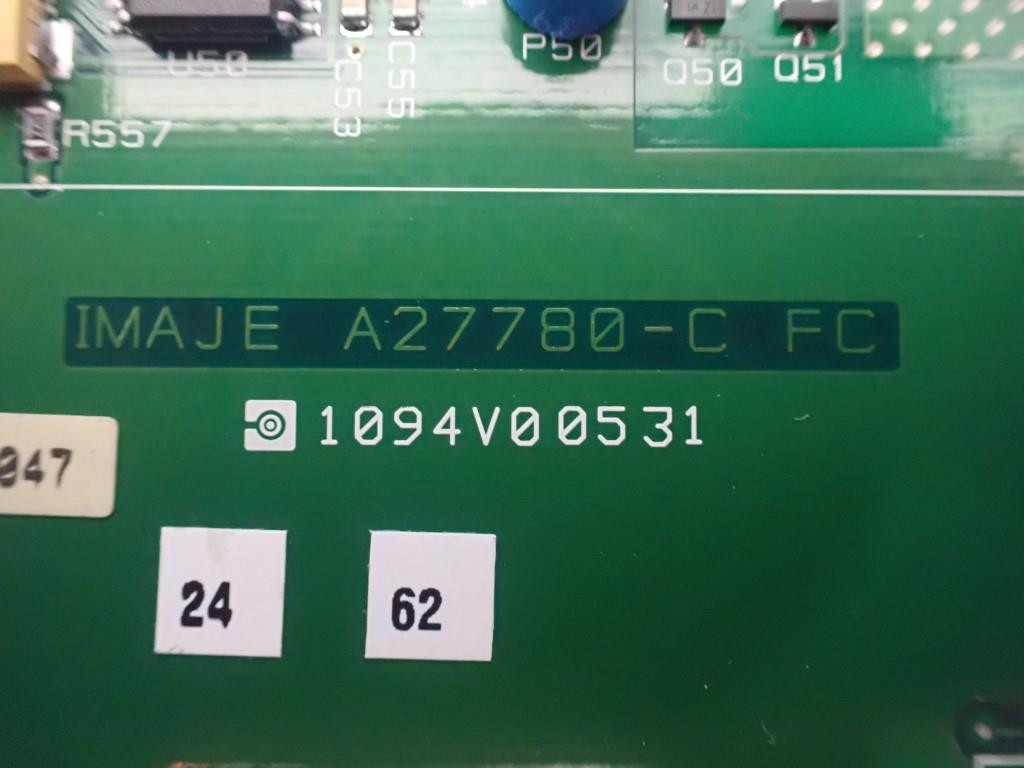 U50
C53
C55
P50
Q50
Q51
R557
IMAJE A27780-C FC
1094V00531
047
24
62